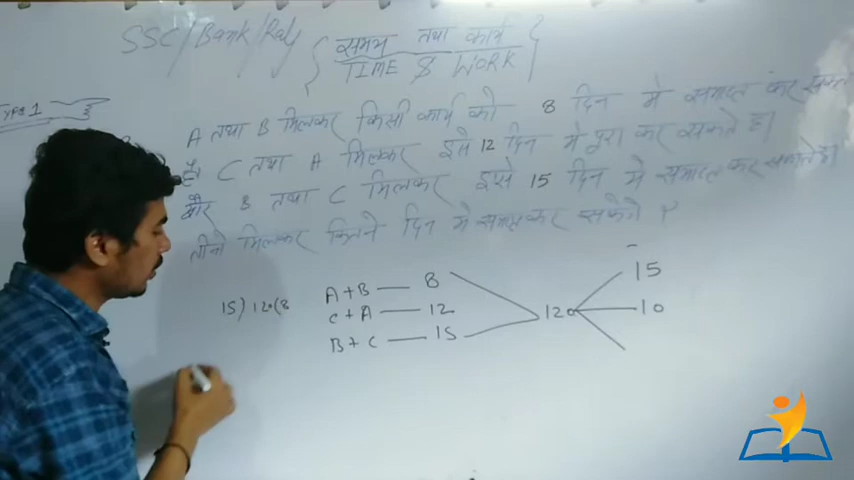 SSC/Bank/Raly
{ समय तथा कार्य }
TIME & WORK
TYPE 1
A तथा B मिलकर किसी कार्य को 8 दिन में समाप्त कर सकते
है। C तथा A मिलकर इसे 12 दिन में पूरा कर सकते है।
और B तथा C मिलकर इसे 15 दिन में समाप्त कर सकते है।
तीनो मिलकर कितने दिन में समाप्त कर सकेंगे ?
A+B — 8
C+A — 12
B+C — 15
15) 120(8
120
15
10